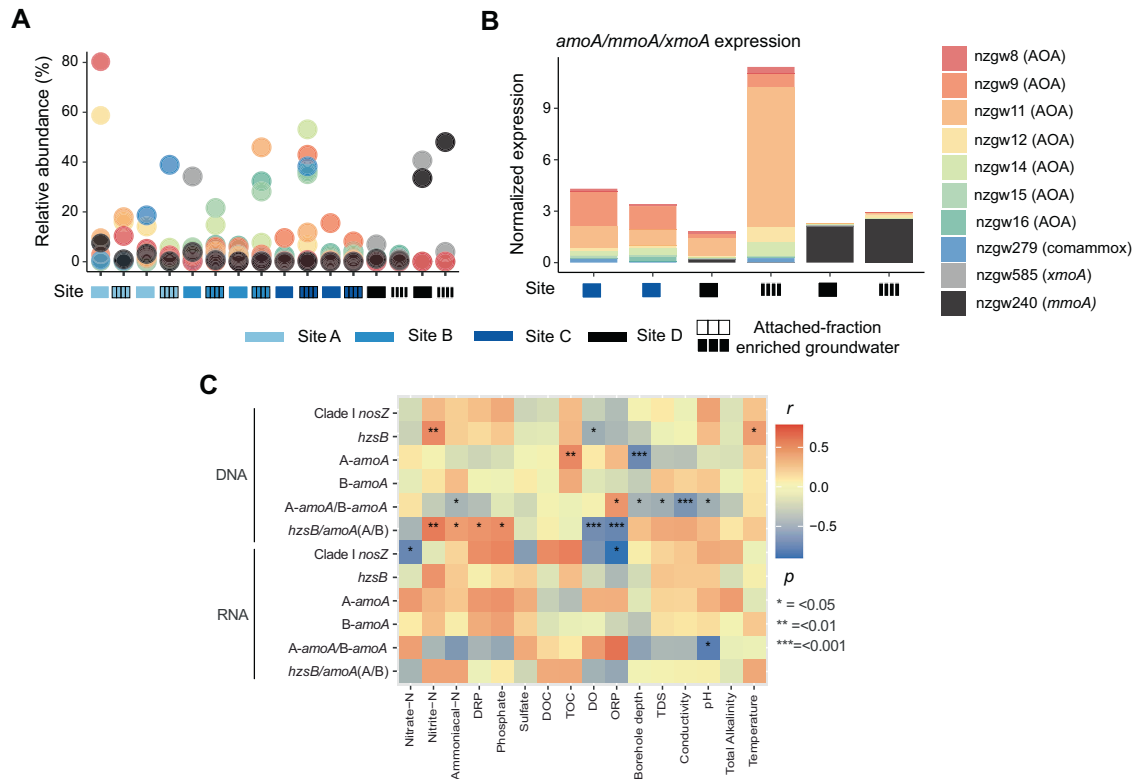 A
Relative abundance (%)
80
60
40
20
0
Site
B
amoA/mmoA/xmoA expression
Normalized expression
9
6
3
0
Site
nzgw8 (AOA)
nzgw9 (AOA)
nzgw11 (AOA)
nzgw12 (AOA)
nzgw14 (AOA)
nzgw15 (AOA)
nzgw16 (AOA)
nzgw279 (comammox)
nzgw585 (xmoA)
nzgw240 (mmoA)
Site A
Site B
Site C
Site D
Attached-fraction
enriched groundwater
C
DNA
Clade I nosZ
hzsB
** * *
A-amoA
** ***
B-amoA
A-amoA/B-amoA
* * * * *** *
hzsB/amoA(A/B)
** * * * *** ***
RNA
Clade I nosZ
* *
hzsB
A-amoA
B-amoA
A-amoA/B-amoA
*
hzsB/amoA(A/B)
Nitrate−N
Nitrite−N
Ammoniacal−N
DRP
Phosphate
Sulfate
DOC
TOC
DO
ORP
Borehole depth
TDS
Conductivity
pH
Total Alkalinity
Temperature
r
0.5
0.0
−0.5
p
* = <0.05
** =<0.01
***=<0.001